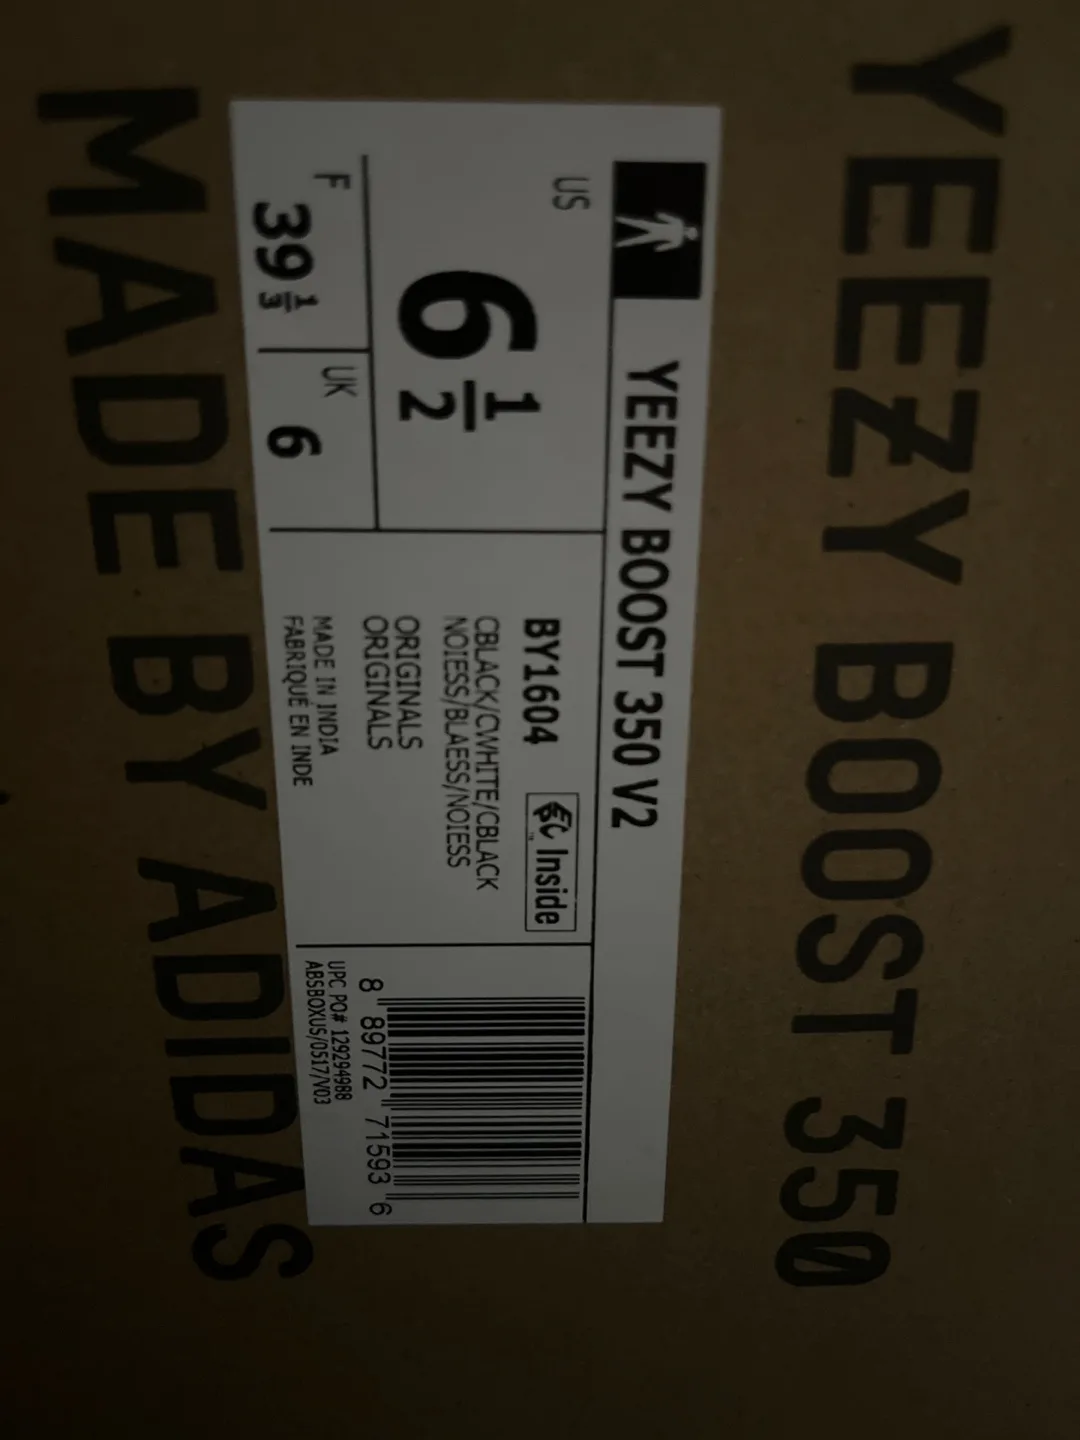 YEEZY BOOST 350
YEEZY BOOST 350 V2
US
6 1/2
F
39 1/3
UK
6
BY1604
Inside
CBLACK/CWHITE/CBLACK
NOIESS/BLAESS/NOIESS
ORIGINALS
ORIGINALS
MADE IN INDIA
FABRIQUÉ EN INDE
8 89772 71593 6
UPC PO# 129294988
ABSBOXUS/0517/V03
MADE BY ADIDAS